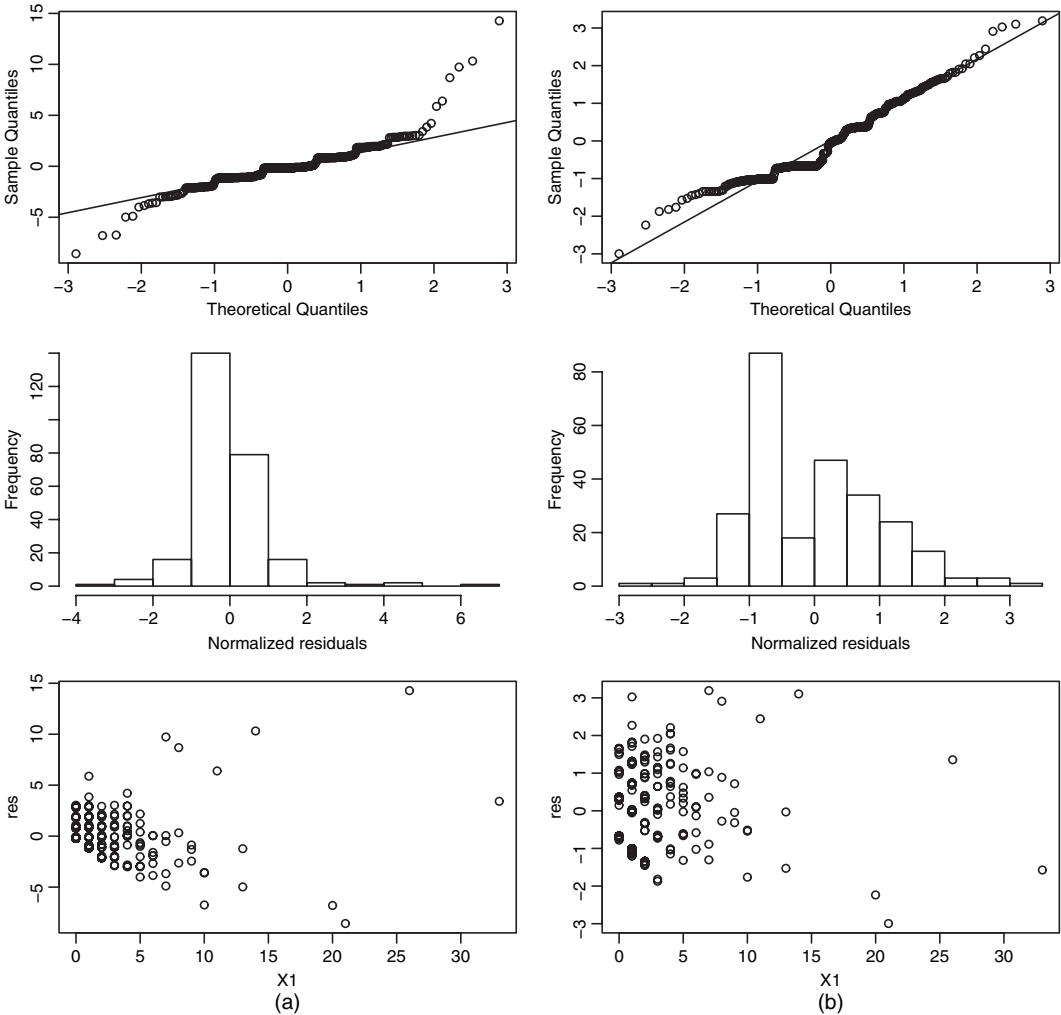 15
10
5
0
−5
Sample Quantiles
−3 −2 −1 0 1 2 3
Theoretical Quantiles
3
2
1
0
−1
−2
−3
Sample Quantiles
−3 −2 −1 0 1 2 3
Theoretical Quantiles
120
80
60
40
20
0
Frequency
−4 −2 0 2 4 6
Normalized residuals
80
60
40
20
0
Frequency
−3 −2 −1 0 1 2 3
Normalized residuals
15
10
5
0
−5
res
0 5 10 15 20 25 30
X1
(a)
3
2
1
0
−1
−2
−3
res
0 5 10 15 20 25 30
X1
(b)